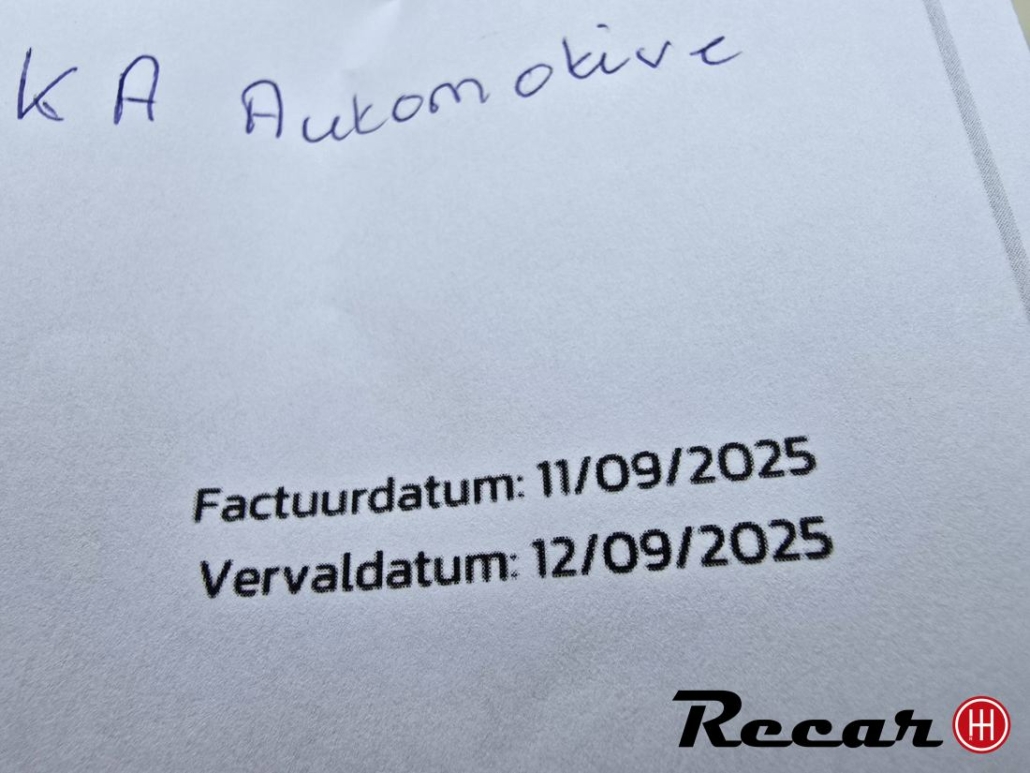 KA Automotive
Factuurdatum: 11/09/2025
Vervaldatum: 12/09/2025
Recar